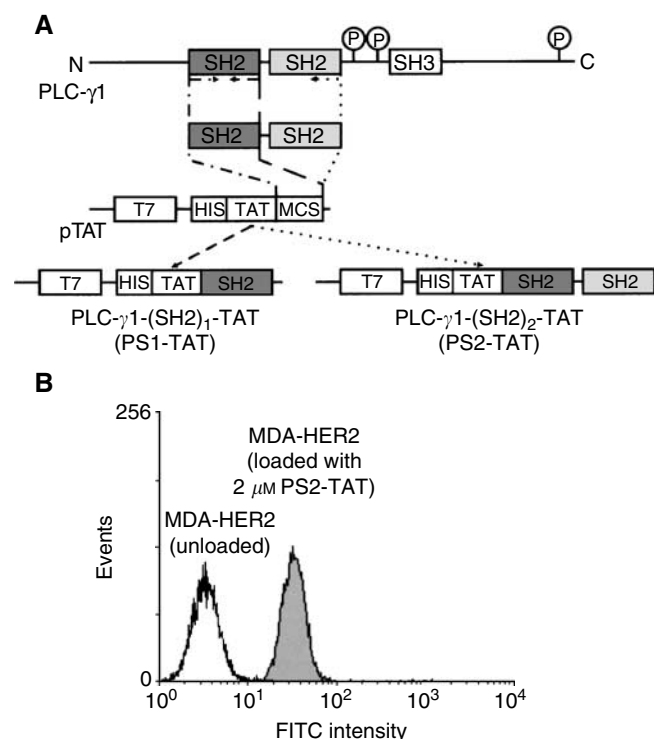 A
P P P
N SH2 SH2 SH3 C
PLC-γ1
SH2 SH2
T7 HIS TAT MCS
pTAT
T7 HIS TAT SH2 T7 HIS TAT SH2 SH2
PLC-γ1-(SH2)1-TAT PLC-γ1-(SH2)2-TAT
(PS1-TAT) (PS2-TAT)
B
256
MDA-HER2
(loaded with
2 μM PS2-TAT)
MDA-HER2
(unloaded)
Events
0
10^0 10^1 10^2 10^3 10^4
FITC intensity